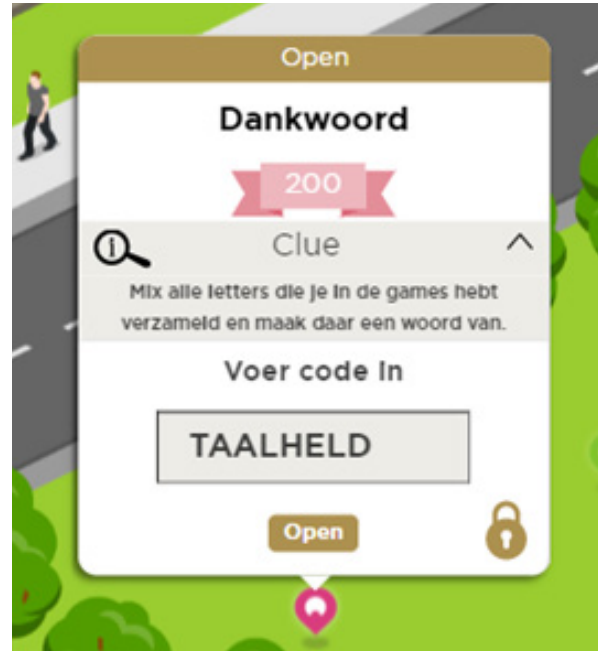 Open
Dankwoord
200
Clue
Mix alle letters die je in de games hebt
verzameld en maak daar een woord van.
Voer code in
TAALHELD
Open